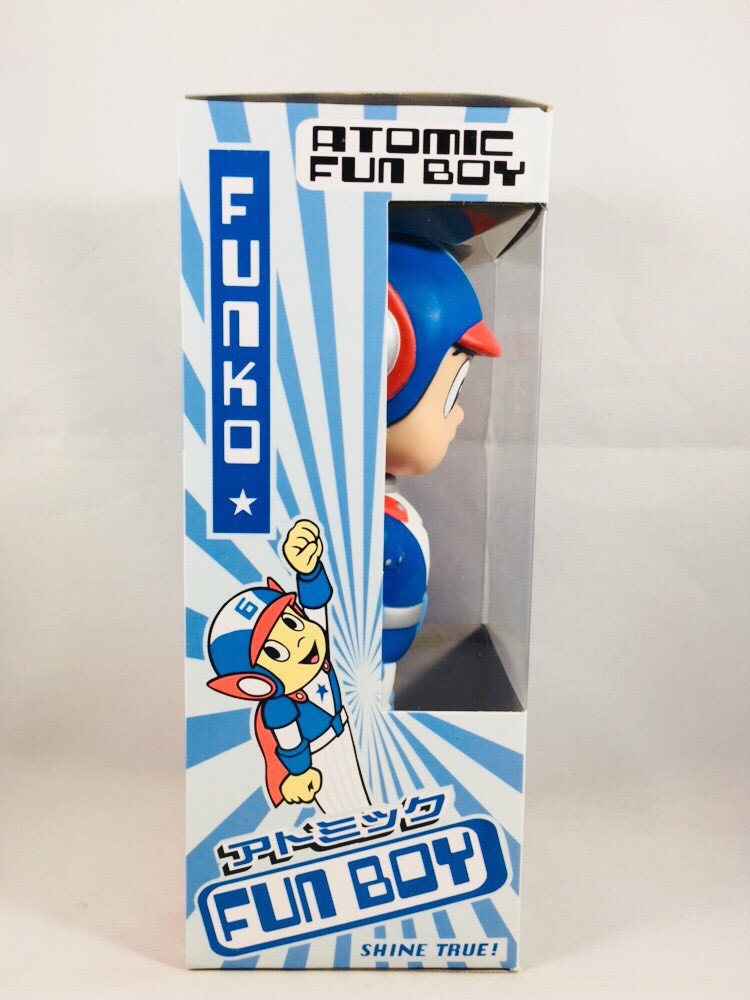 ATOMIC
FUN BOY
FUNKO
6
アトミック
FUN BOY
SHINE TRUE!